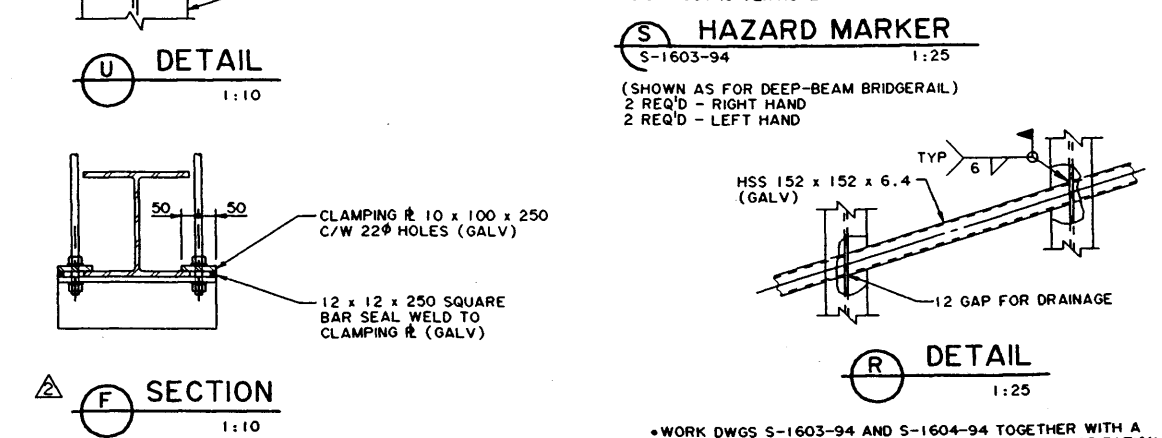 U DETAIL
1:10
S HAZARD MARKER
S-1603-94 1:25
(SHOWN AS FOR DEEP-BEAM BRIDGERAIL)
2 REQ'D - RIGHT HAND
2 REQ'D - LEFT HAND
50 50
CLAMPING ⅊ 10 x 100 x 250
C/W 22⌀ HOLES (GALV)
12 x 12 x 250 SQUARE
BAR SEAL WELD TO
CLAMPING ⅊ (GALV)
2
F SECTION
1:10
TYP 6
HSS 152 x 152 x 6.4
(GALV)
12 GAP FOR DRAINAGE
R DETAIL
1:25
•WORK DWGS S-1603-94 AND S-1604-94 TOGETHER WITH A